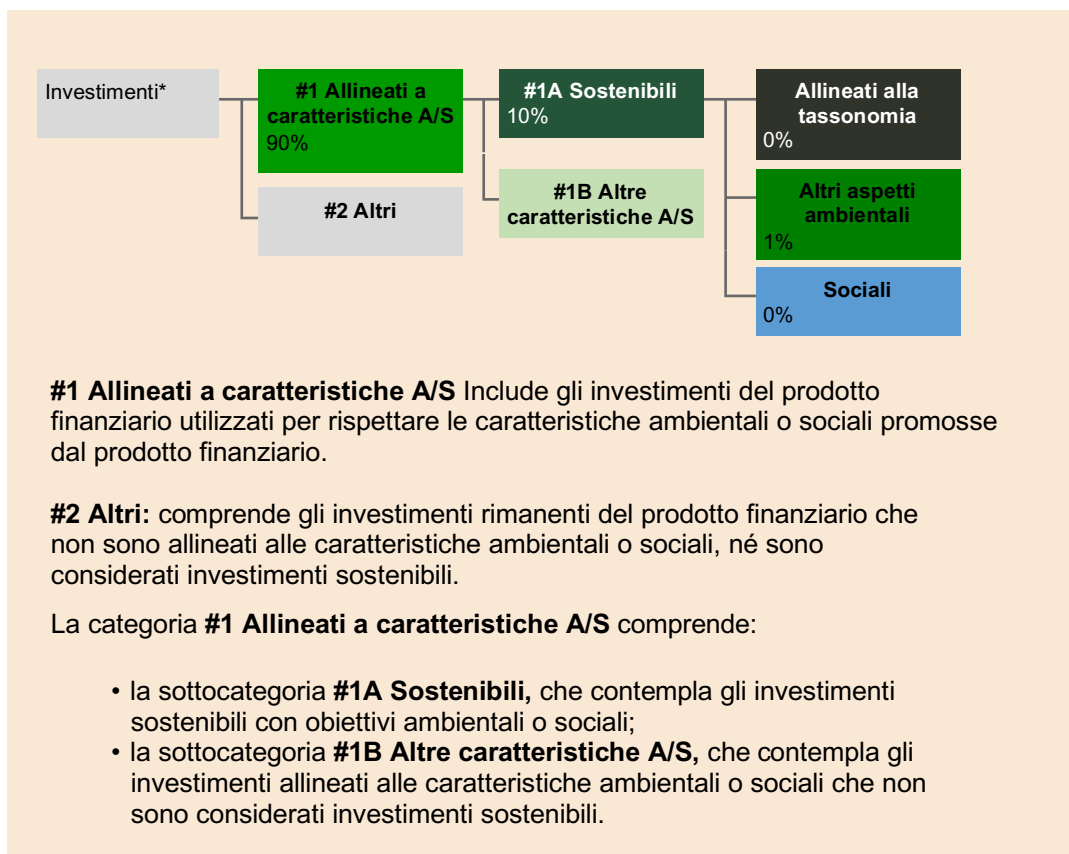 Investimenti*
#1 Allineati a
caratteristiche A/S
90%
#2 Altri
#1A Sostenibili
10%
#1B Altre
caratteristiche A/S
Allineati alla
tassonomia
0%
Altri aspetti
ambientali
1%
Sociali
0%
#1 Allineati a caratteristiche A/S Include gli investimenti del prodotto
finanziario utilizzati per rispettare le caratteristiche ambientali o sociali promosse
dal prodotto finanziario.
#2 Altri: comprende gli investimenti rimanenti del prodotto finanziario che
non sono allineati alle caratteristiche ambientali o sociali, né sono
considerati investimenti sostenibili.
La categoria #1 Allineati a caratteristiche A/S comprende:
• la sottocategoria #1A Sostenibili, che contempla gli investimenti
sostenibili con obiettivi ambientali o sociali;
• la sottocategoria #1B Altre caratteristiche A/S, che contempla gli
investimenti allineati alle caratteristiche ambientali o sociali che non
sono considerati investimenti sostenibili.